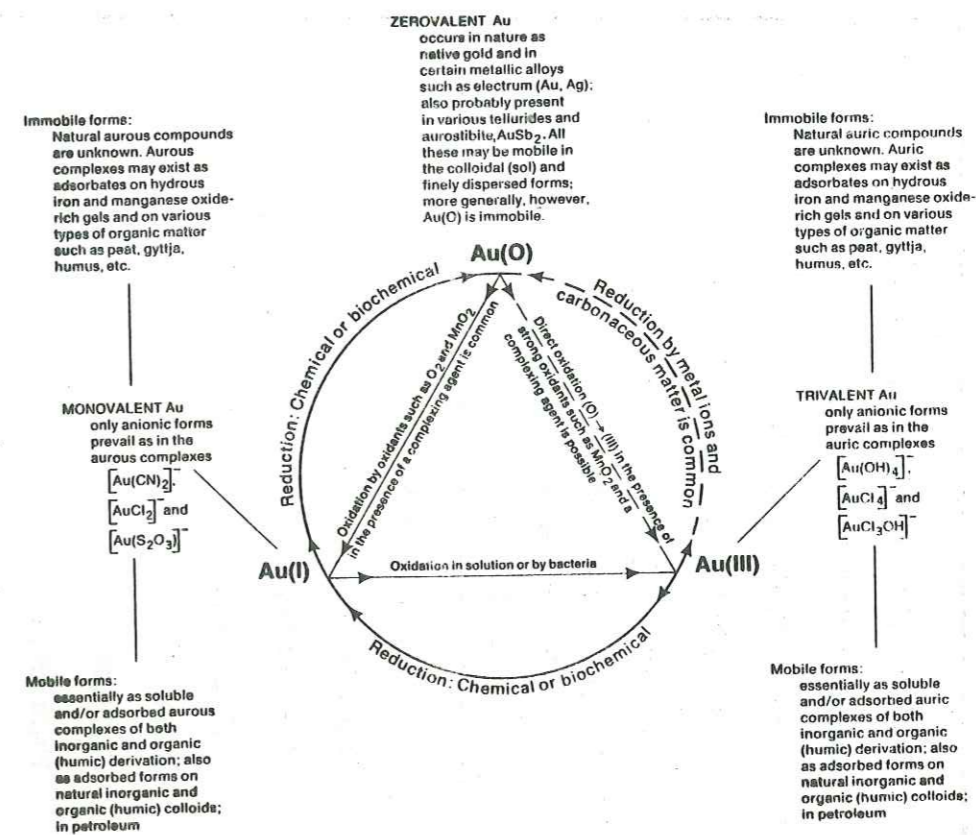 ZEROVALENT Au
occurs in nature as
native gold and in
certain metallic alloys
such as electrum (Au, Ag);
also probably present
in various tellurides and
aurostibite, AuSb₂. All
these may be mobile in
the colloidal (sol) and
finely dispersed forms;
more generally, however,
Au(O) is immobile.
Immobile forms:
Natural aurous compounds
are unknown. Aurous
complexes may exist as
adsorbates on hydrous
iron and manganese oxide-
rich gels and on various
types of organic matter
such as peat, gyttja,
humus, etc.
Immobile forms:
Natural auric compounds
are unknown. Auric
complexes may exist as
adsorbates on hydrous
iron and manganese oxide-
rich gels and on various
types of organic matter
such as peat, gyttja,
humus, etc.
Au(O)
Reduction: Chemical or biochemical
Oxidation by oxidants such as O₂ and MnO₂
in the presence of a complexing agent is common
Direct oxidation (O) → (III) in the presence of
strong oxidants such as MnO₂ and a
complexing agent is possible
Reduction by metal ions and
carbonaceous matter is common
MONOVALENT Au
only anionic forms
prevail as in the
aurous complexes
[Au(CN)₂]⁻,
[AuCl₂]⁻ and
[Au(S₂O₃)]⁻
TRIVALENT Au
only anionic forms
prevail as in the
auric complexes
[Au(OH)₄]⁻,
[AuCl₄]⁻ and
[AuCl₃OH]⁻
Au(I)
Oxidation in solution or by bacteria
Au(III)
Reduction: Chemical or biochemical
Mobile forms:
essentially as soluble
and/or adsorbed aurous
complexes of both
inorganic and organic
(humic) derivation; also
as adsorbed forms on
natural inorganic and
organic (humic) colloids;
in petroleum
Mobile forms:
essentially as soluble
and/or adsorbed auric
complexes of both
inorganic and organic
(humic) derivation; also
as adsorbed forms on
natural inorganic and
organic (humic) colloids;
in petroleum